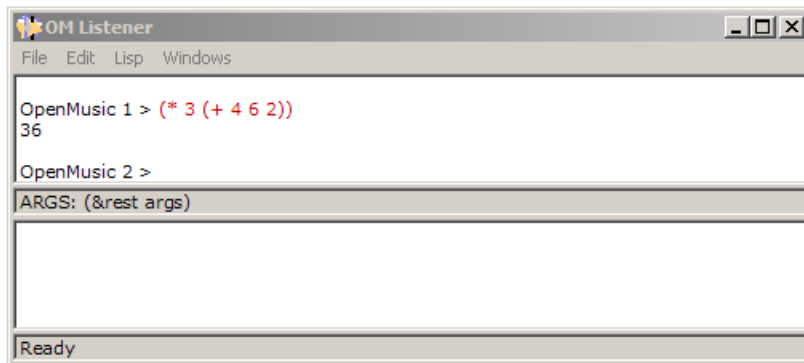 OM Listener
File Edit Lisp Windows
OpenMusic 1 > (* 3 (+ 4 6 2))
36
OpenMusic 2 >
ARGS: (&rest args)
Ready